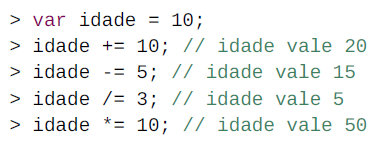 > var idade = 10;
> idade += 10; // idade vale 20
> idade -= 5; // idade vale 15
> idade /= 3; // idade vale 5
> idade *= 10; // idade vale 50